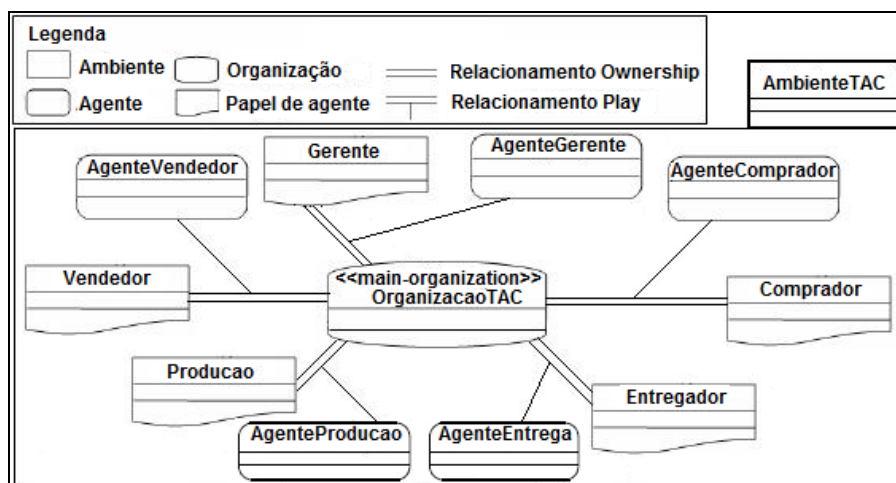 Legenda
Ambiente
Organização
Relacionamento Ownership
Agente
Papel de agente
Relacionamento Play
AmbienteTAC
AgenteVendedor
Gerente
AgenteGerente
AgenteComprador
Vendedor
<<main-organization>>
OrganizacaoTAC
Comprador
Producao
Entregador
AgenteProducao
AgenteEntrega